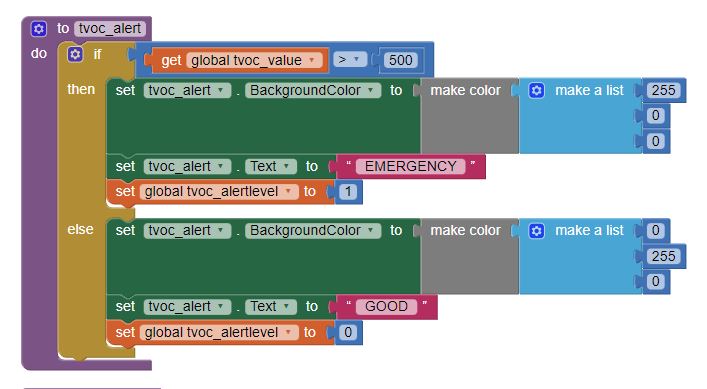 to tvoc_alert
do if get global tvoc_value > 500
then set tvoc_alert . BackgroundColor to make color make a list 255
0
0
set tvoc_alert . Text to “ EMERGENCY ”
set global tvoc_alertlevel to 1
else set tvoc_alert . BackgroundColor to make color make a list 0
255
0
set tvoc_alert . Text to “ GOOD ”
set global tvoc_alertlevel to 0